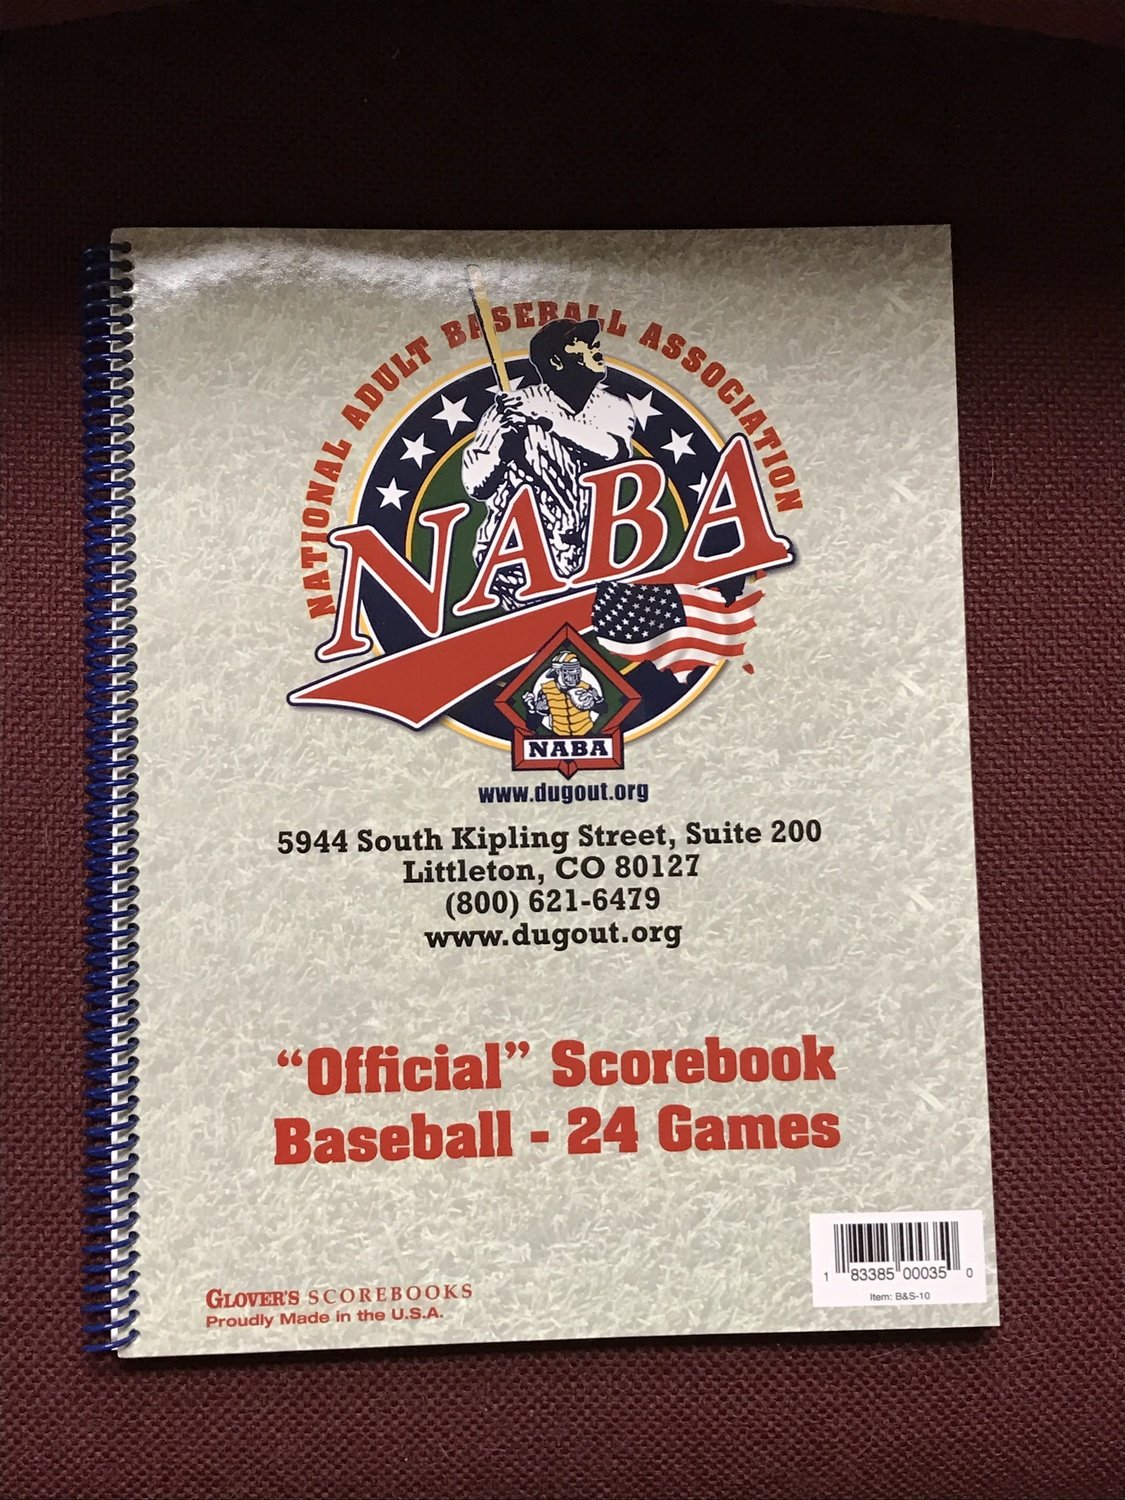 NATIONAL ADULT BASEBALL ASSOCIATION
NABA
NABA
www.dugout.org
5944 South Kipling Street, Suite 200
Littleton, CO 80127
(800) 621-6479
www.dugout.org
“Official” Scorebook
Baseball - 24 Games
GLOVER'S SCOREBOOKS
Proudly Made in the U.S.A.
1 83385 00035 0
Item: B&S-10